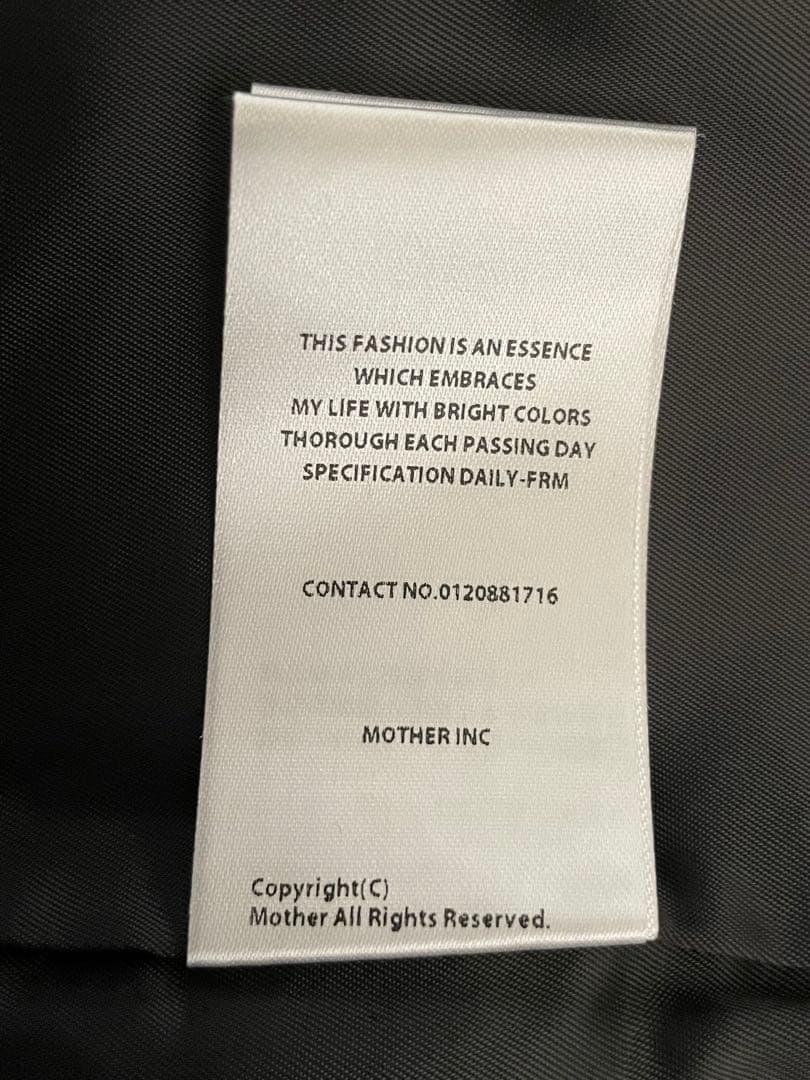 THIS FASHION IS AN ESSENCE
WHICH EMBRACES
MY LIFE WITH BRIGHT COLORS
THOROUGH EACH PASSING DAY
SPECIFICATION DAILY-FRM
CONTACT NO.0120881716
MOTHER INC
Copyright(C)
Mother All Rights Reserved.